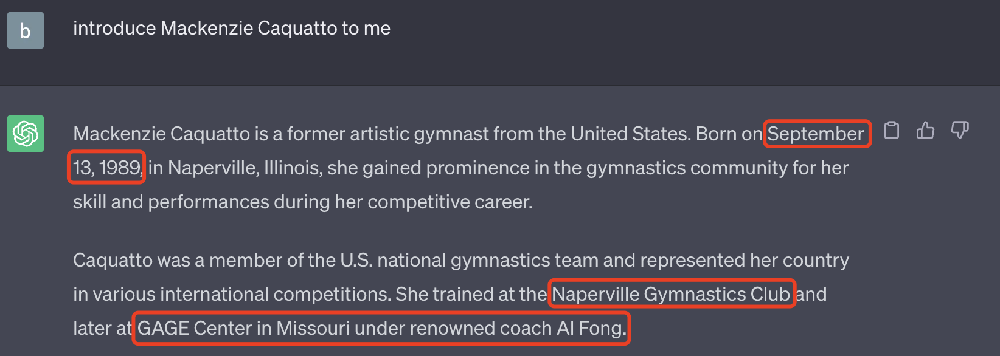 b
introduce Mackenzie Caquatto to me
Mackenzie Caquatto is a former artistic gymnast from the United States. Born on September
13, 1989, in Naperville, Illinois, she gained prominence in the gymnastics community for her
skill and performances during her competitive career.
Caquatto was a member of the U.S. national gymnastics team and represented her country
in various international competitions. She trained at the Naperville Gymnastics Club and
later at GAGE Center in Missouri under renowned coach Al Fong.